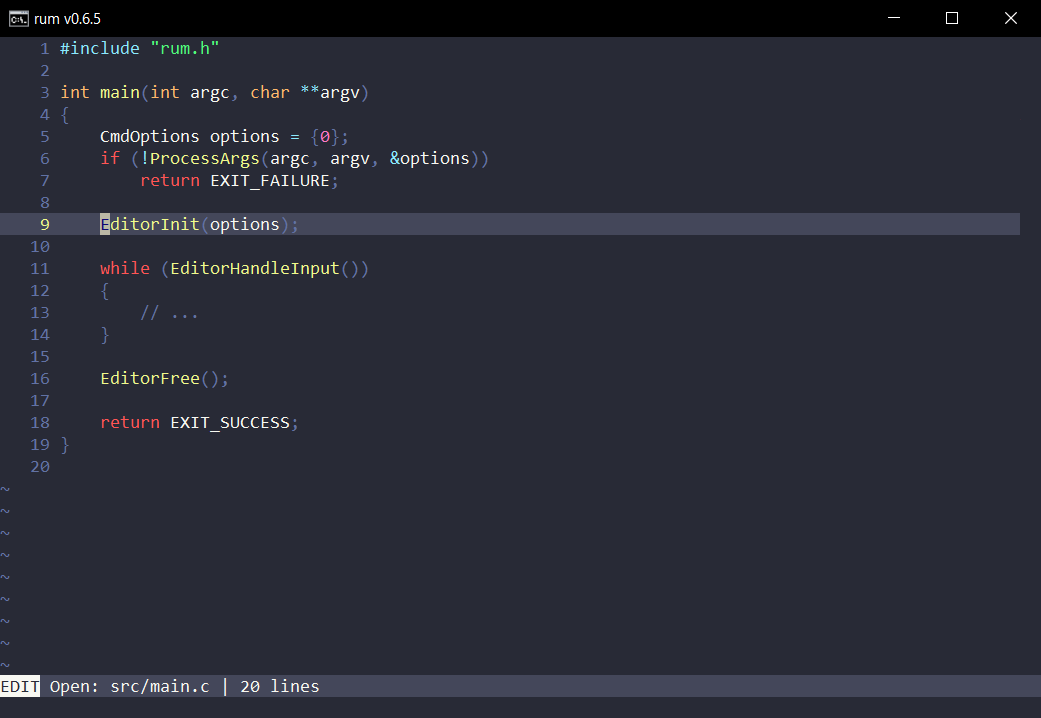 rum v0.6.5
1 #include "rum.h"
2
3 int main(int argc, char **argv)
4 {
5     CmdOptions options = {0};
6     if (!ProcessArgs(argc, argv, &options))
7         return EXIT_FAILURE;
8
9     EditorInit(options);
10
11     while (EditorHandleInput())
12     {
13         // ...
14     }
15
16     EditorFree();
17
18     return EXIT_SUCCESS;
19 }
20
~
~
~
~
~
~
~
~
~
EDIT Open: src/main.c | 20 lines